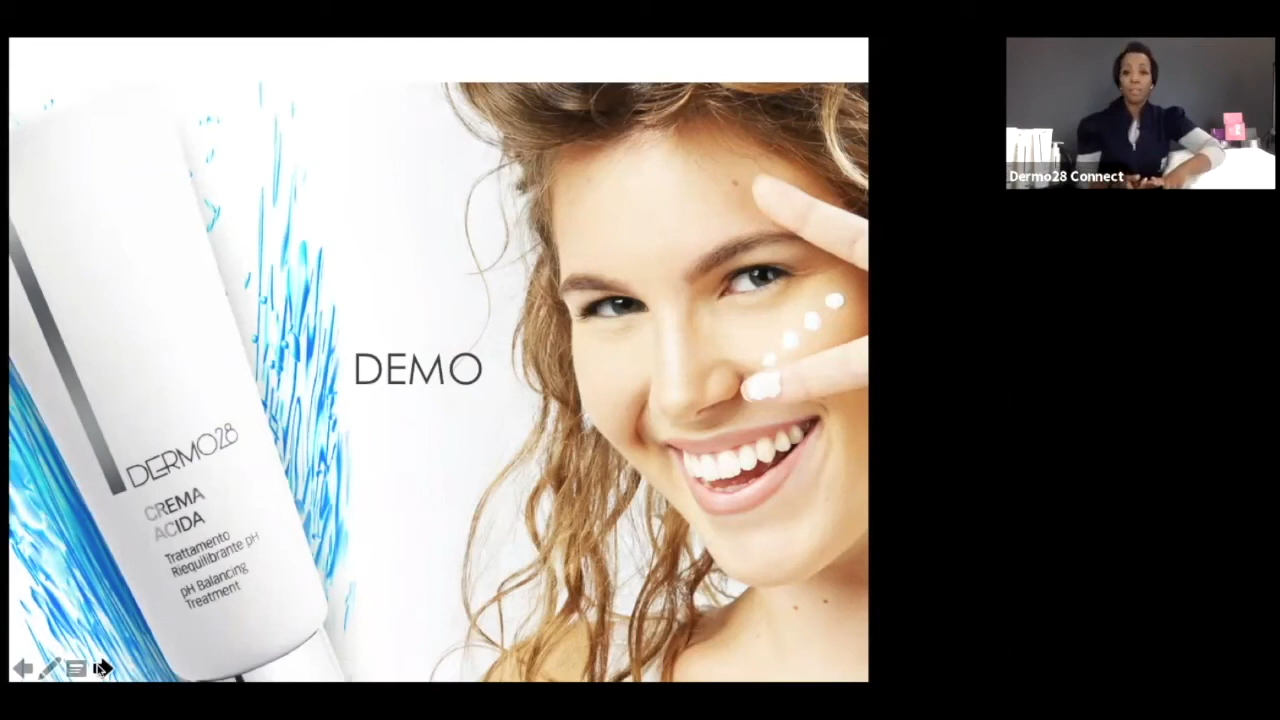 DEMO
DERMO28
CREMA
ACIDA
Trattamento
Riequilibrante pH
pH Balancing
Treatment
Dermo28 Connect